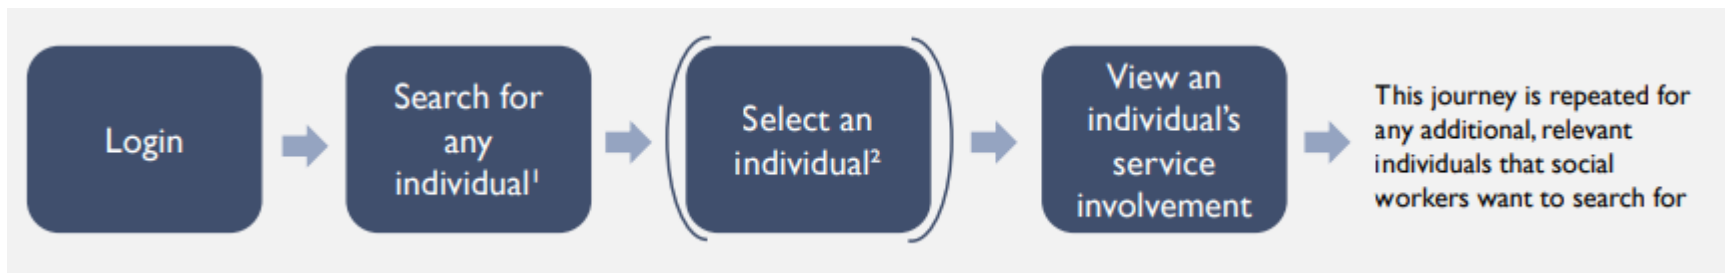 Login
Search for
any
individual¹
Select an
individual²
View an
individual’s
service
involvement
This journey is repeated for
any additional, relevant
individuals that social
workers want to search for